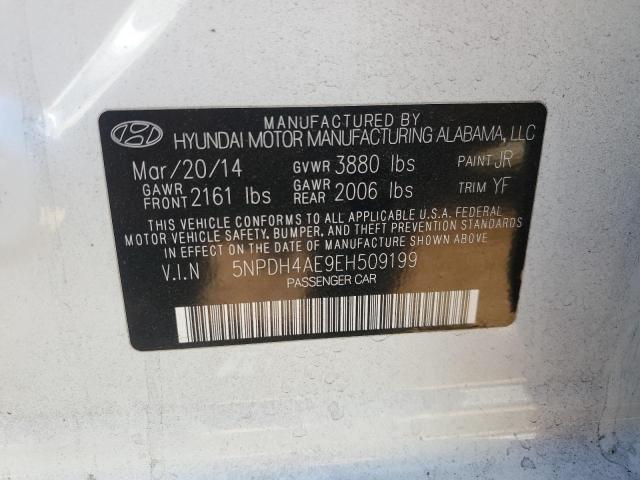 MANUFACTURED BY
HYUNDAI MOTOR MANUFACTURING ALABAMA, LLC
Mar/20/14 GVWR 3880 lbs PAINT JR
GAWR FRONT 2161 lbs GAWR REAR 2006 lbs TRIM YF
THIS VEHICLE CONFORMS TO ALL APPLICABLE U.S.A. FEDERAL
MOTOR VEHICLE SAFETY, BUMPER, AND THEFT PREVENTION STANDARDS
IN EFFECT ON THE DATE OF MANUFACTURE SHOWN ABOVE.
V.I.N 5NPDH4AE9EH509199
PASSENGER CAR